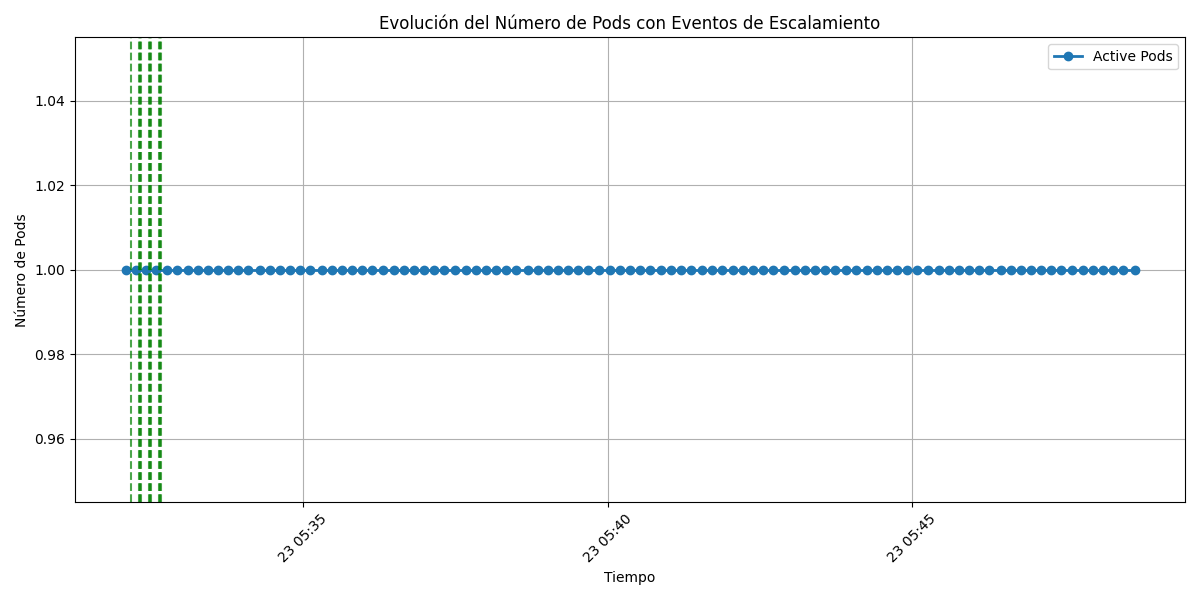 Evolución del Número de Pods con Eventos de Escalamiento
Active Pods
1.04
1.02
1.00
0.98
0.96
Número de Pods
23 05:35
23 05:40
23 05:45
Tiempo